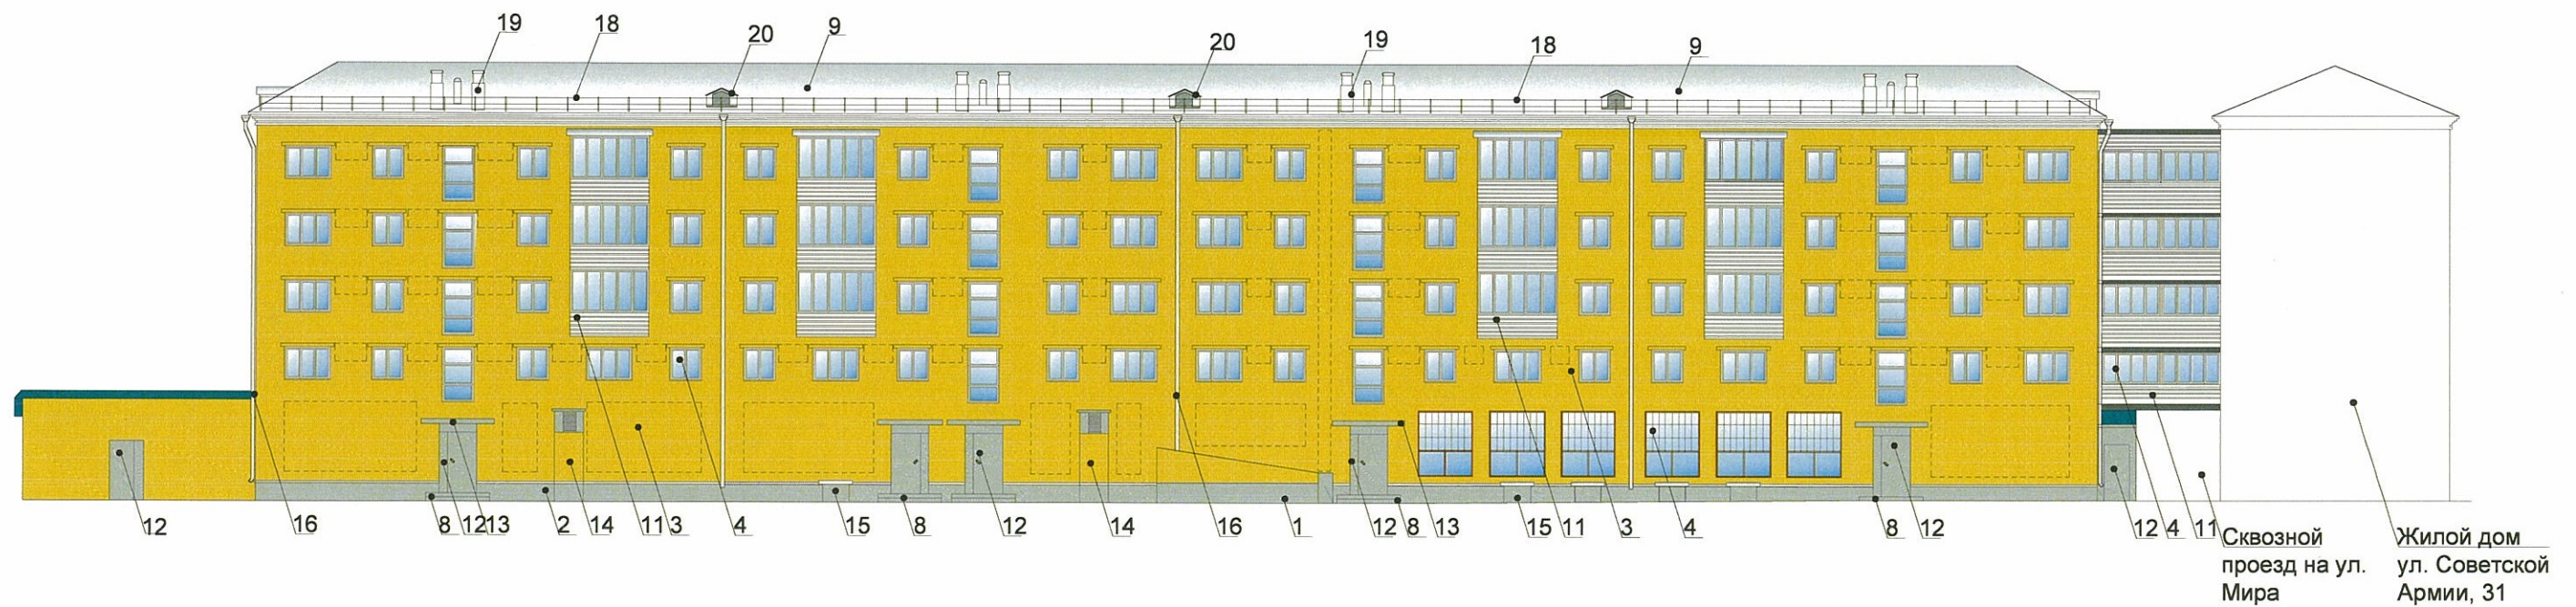 19 18 20 9 20 19 18 9
12 16 8 12 13 2 14 11 3 4 15 8 12 14 16 1 12 8 13 15 11 3 4 8 12 12 4 11
Сквозной
проезд на ул.
Мира
Жилой дом
ул. Советской
Армии, 31